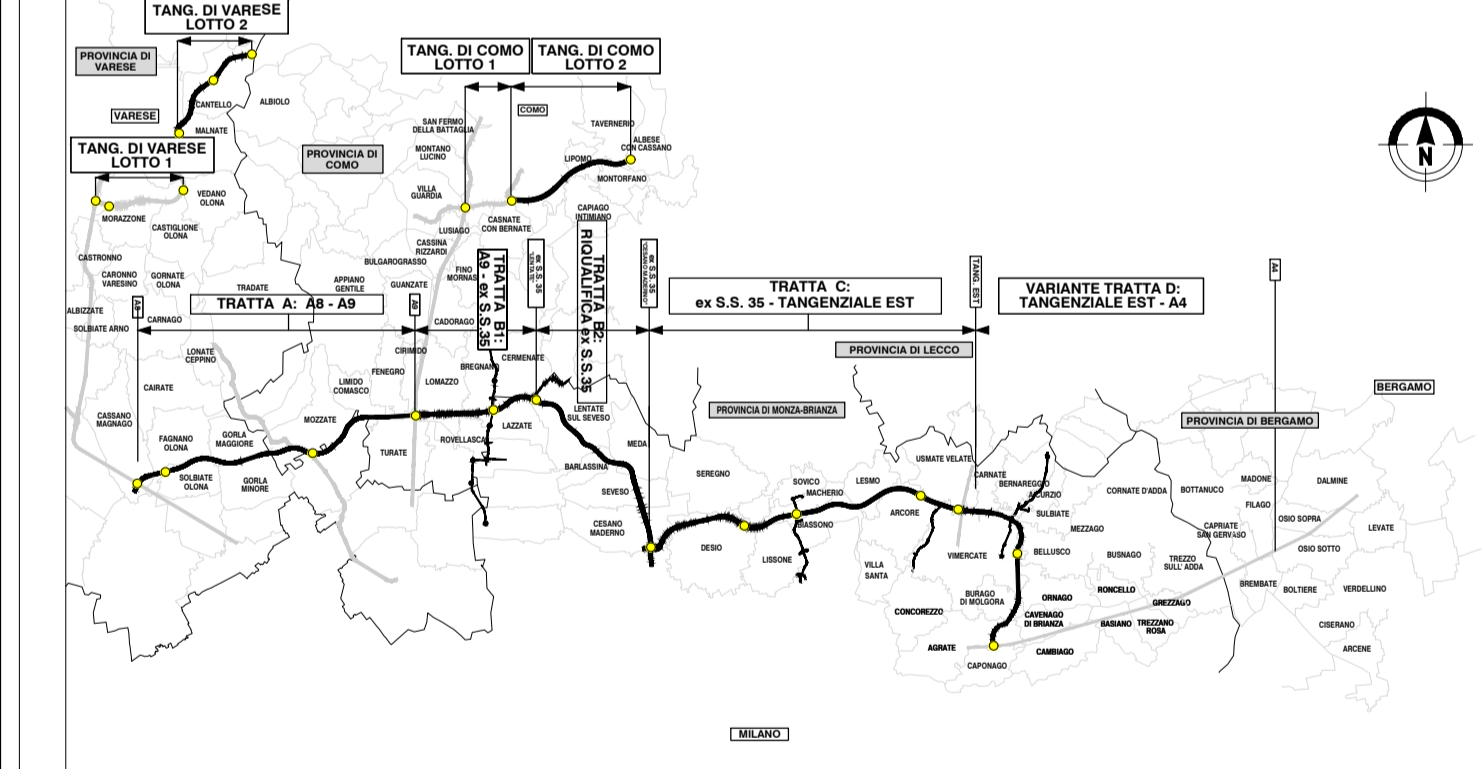 TANG. DI VARESE
LOTTO 2
PROVINCIA DI
VARESE
CANTELLO
ALBIOLO
VARESE
MALNATE
TANG. DI VARESE
LOTTO 1
TANG. DI COMO
LOTTO 1
TANG. DI COMO
LOTTO 2
COMO
SAN FERMO
DELLA BATTAGLIA
TAVERNERIO
MONTANO
LUCINO
ALBESE
CON CASSANO
LIPOMO
MONTORFANO
PROVINCIA DI
COMO
VILLA
GUARDIA
VEDANO
OLONA
MORAZZONE
CASTIGLIONE
OLONA
LUSIAGO
CASNATE
CON BERNATE
CAPIAGO
INTIMIANO
CASSINA
RIZZARDI
CASTRONNO
BULGAROGRASSO
CARONNO
VARESINO
GORNATE
OLONA
TRADATE
APPIANO
GENTILE
GUANZATE
FINO
MORNAS
N
TRATTA A: A8 - A9
A8
A9
TRATTA B1:
A9 - ex S.S.35
ex S.S. 35
"LENTATE"
TRATTA B2:
RIQUALIFICA ex S.S.35
ex S.S. 35
"CESANO MADERNO"
TRATTA C:
ex S.S. 35 - TANGENZIALE EST
TANG. EST
VARIANTE TRATTA D:
TANGENZIALE EST - A4
A4
ALBIZZATE
SOLBIATE ARNO
CARNAGO
CADORAGO
LONATE
CEPPINO
CIRIMIDO
FENEGRO
BREGNANO
CERMENATE
PROVINCIA DI LECCO
CAIRATE
LIMIDO
COMASCO
LOMAZZO
BERGAMO
CASSANO
MAGNAGO
MOZZATE
LENTATE
SUL SEVESO
PROVINCIA DI MONZA-BRIANZA
PROVINCIA DI BERGAMO
FAGNANO
OLONA
GORLA
MAGGIORE
LAZZATE
ROVELLASCA
TURATE
MEDA
SOLBIATE
OLONA
GORLA
MINORE
BARLASSINA
SEVESO
CESANO
MADERNO
SEREGNO
DESIO
SOVICO
MACHERIO
BIASSONO
LISSONE
LESMO
ARCORE
USMATE VELATE
CARNATE
BERNAREGGIO
AICURZIO
SULBIATE
MEZZAGO
CORNATE D'ADDA
BOTTANUCO
MADONE
DALMINE
FILAGO
OSIO SOPRA
CAPRIATE
SAN GERVASO
LEVATE
OSIO SOTTO
VILLA
SANTA
VIMERCATE
BELLUSCO
BUSNAGO
TREZZO
SULL' ADDA
BREMBATE
BOLTIERE
VERDELLINO
BURAGO
DI MOLGORA
ORNAGO
RONCELLO
GREZZAGO
CONCOREZZO
CAVENAGO
DI BRIANZA
BASIANO
TREZZANO
ROSA
CISERANO
AGRATE
CAPONAGO
CAMBIAGO
ARCENE
MILANO